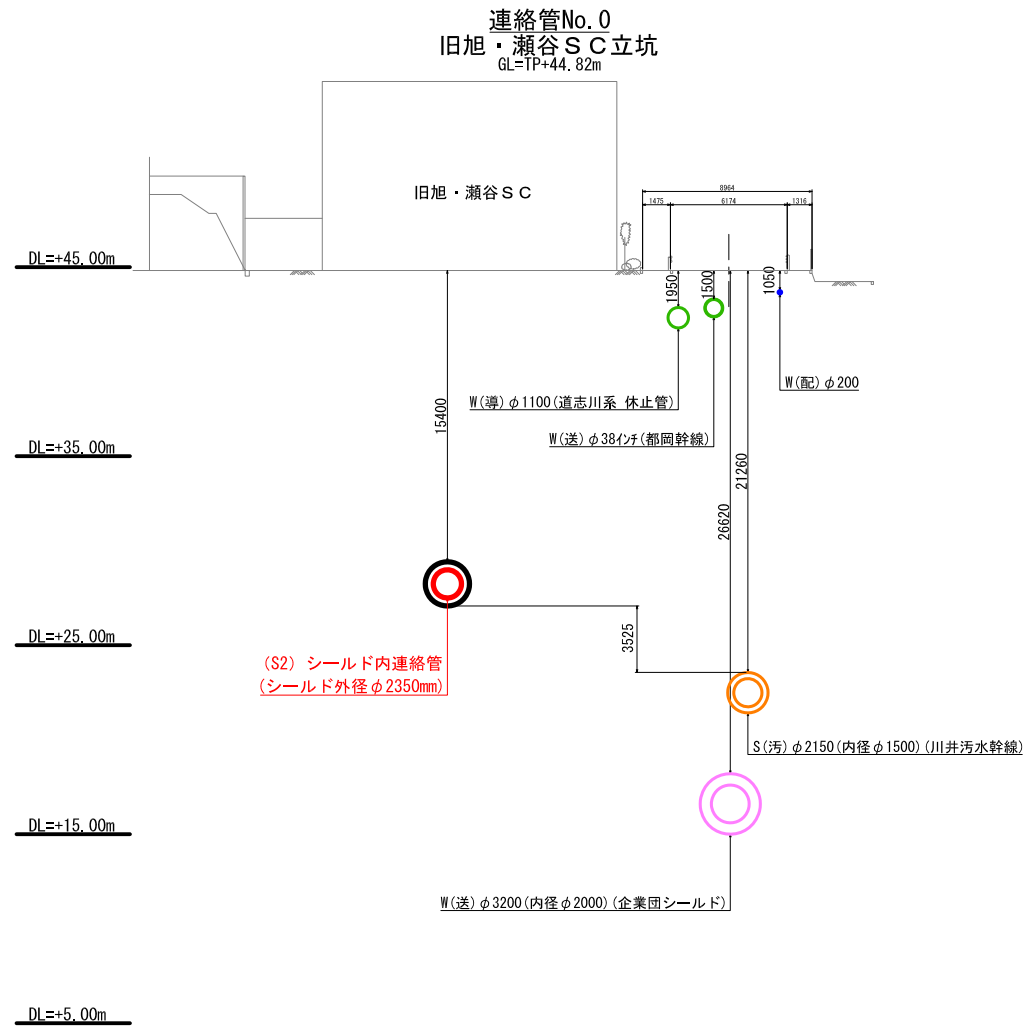 連絡管No.0
旧旭・瀬谷ＳＣ立坑
GL=TP+44.82m
旧旭・瀬谷ＳＣ
8964
1475
6174
1316
DL=+45.00m
1950
1500
1050
W(配)φ200
W(導)φ1100(道志川系 休止管)
15400
W(送)φ38ｲﾝﾁ(都岡幹線)
DL=+35.00m
21260
26620
DL=+25.00m
3525
(S2) シールド内連絡管
(シールド外径φ2350mm)
S(汚)φ2150(内径φ1500)(川井汚水幹線)
DL=+15.00m
W(送)φ3200(内径φ2000)(企業団シールド)
DL=+5.00m